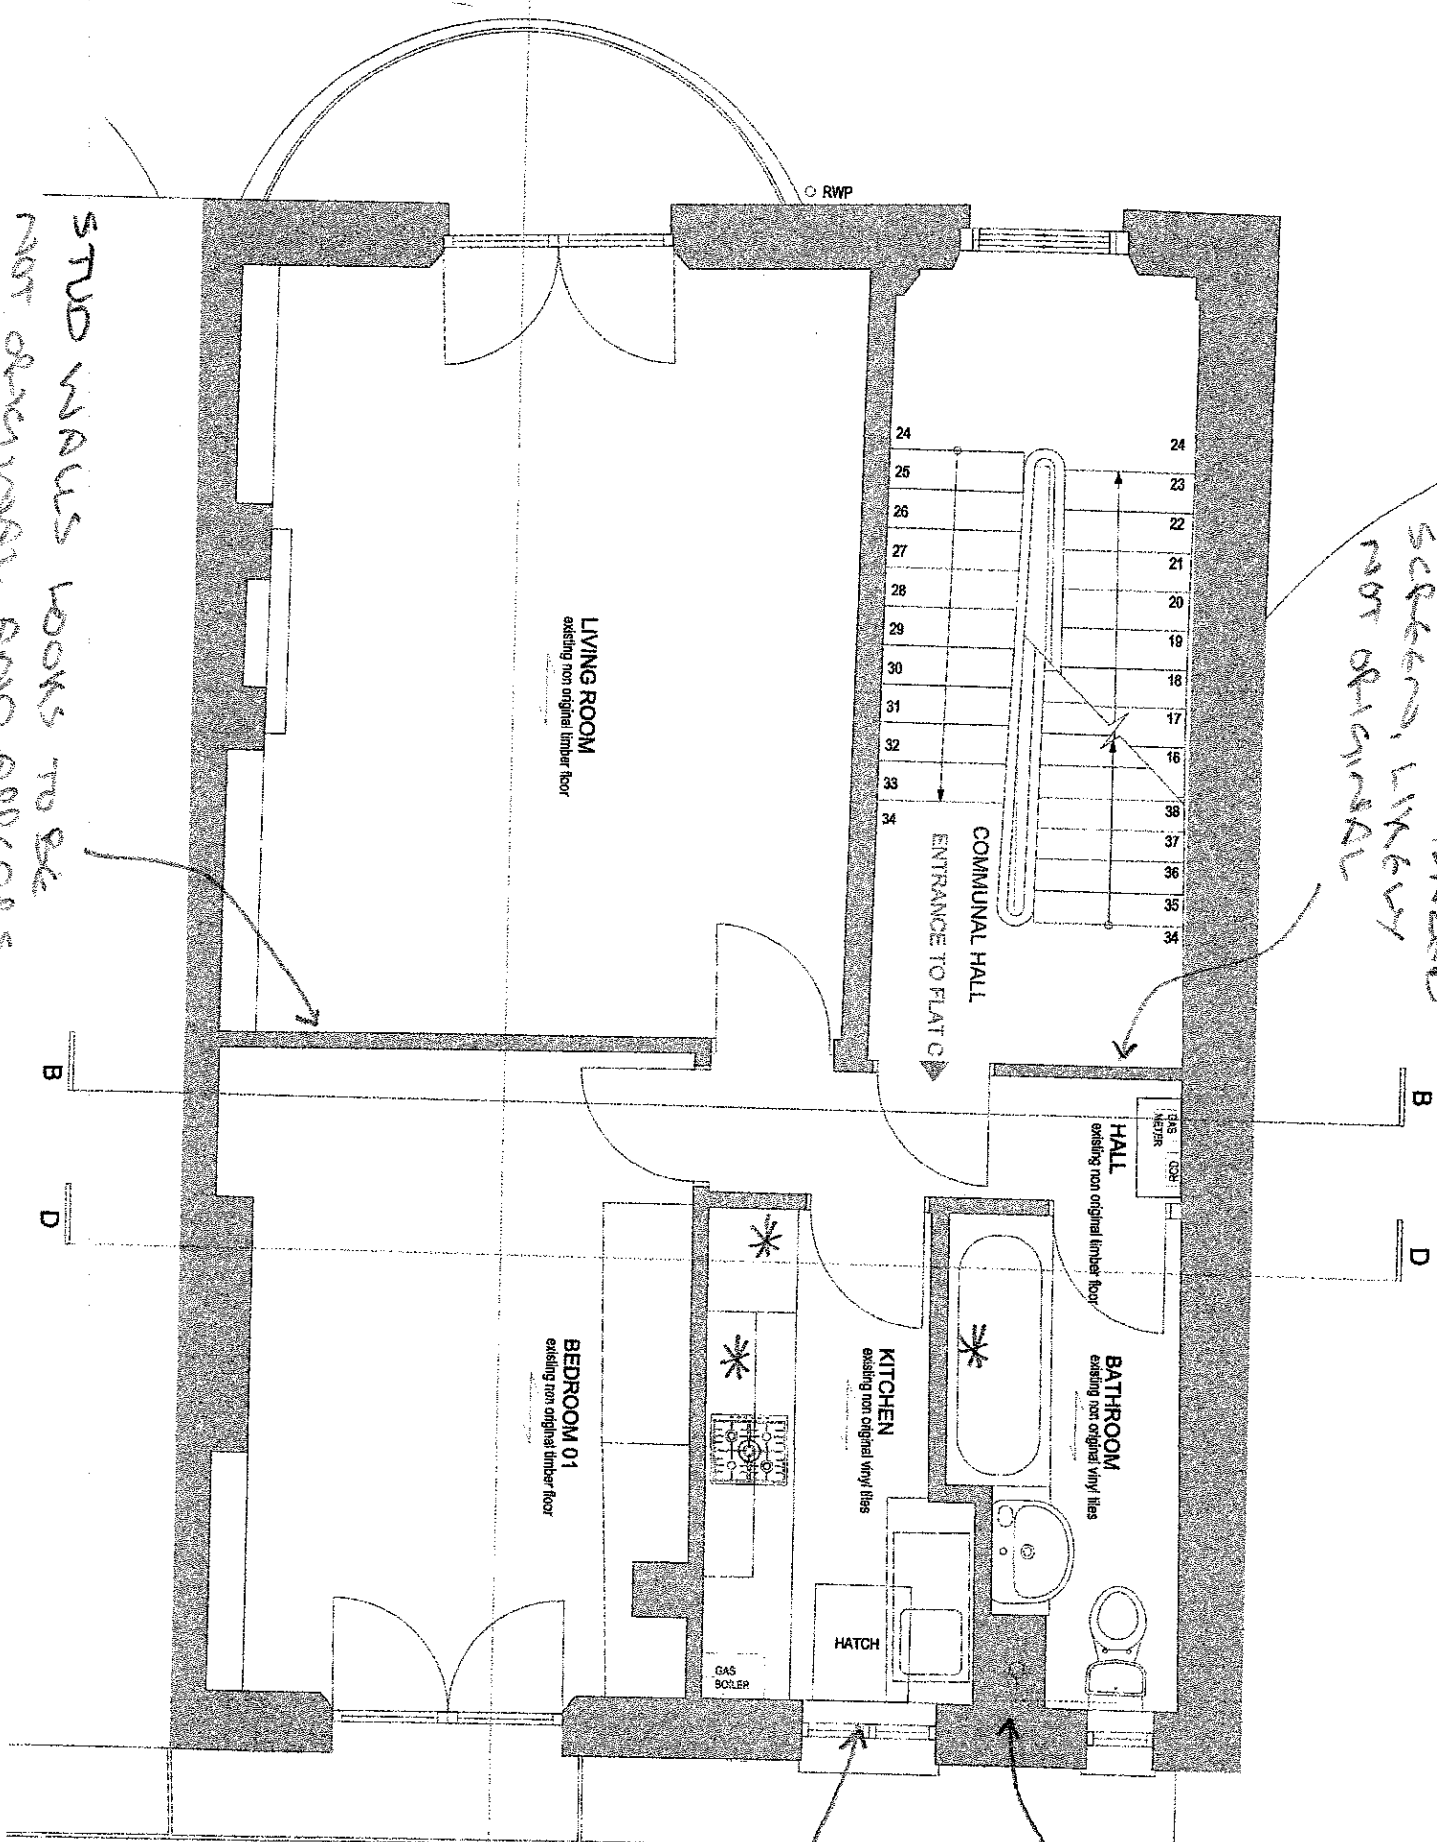 RWP
24
25
26
27
28
29
30
31
32
33
34
24
23
22
21
20
19
18
17
16
38
37
36
35
34
SCREEN, LIKELY
NOT ORIGINAL
LIVING ROOM
existing non original timber floor
COMMUNAL HALL
ENTRANCE TO FLAT C
STUD WALLS LOOKS TO BE
NOT ORIGINAL AND
B
B
D
D
GAS
METER
HALL
existing non original timber floor
BATHROOM
existing non original vinyl tiles
KITCHEN
existing non original vinyl tiles
BEDROOM 01
existing non original timber floor
HATCH
GAS
BOILER